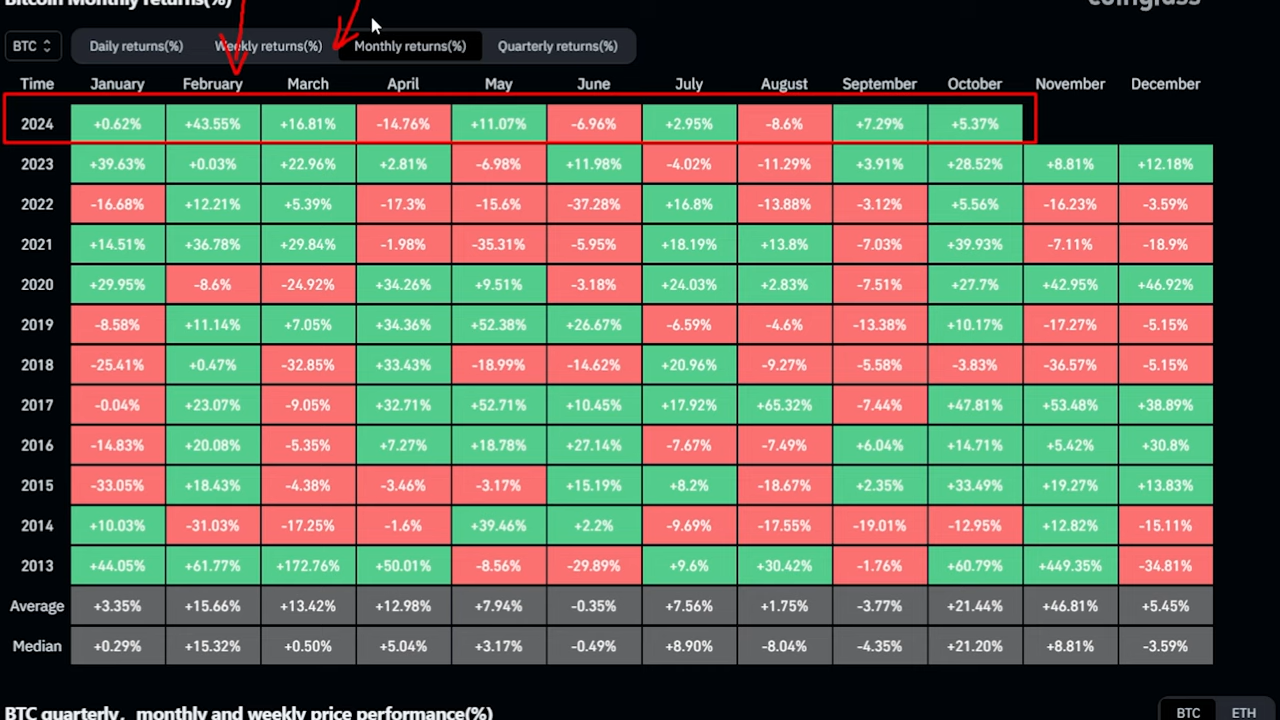 Bitcoin Monthly returns(%)
coinglass
BTC Daily returns(%) Weekly returns(%) Monthly returns(%) Quarterly returns(%)
Time January February March April May June July August September October November December
2024 +0.62% +43.55% +16.81% -14.76% +11.07% -6.96% +2.95% -8.6% +7.29% +5.37%
2023 +39.63% +0.03% +22.96% +2.81% -6.98% +11.98% -4.02% -11.29% +3.91% +28.52% +8.81% +12.18%
2022 -16.68% +12.21% +5.39% -17.3% -15.6% -37.28% +16.8% -13.88% -3.12% +5.56% -16.23% -3.59%
2021 +14.51% +36.78% +29.84% -1.98% -35.31% -5.95% +18.19% +13.8% -7.03% +39.93% -7.11% -18.9%
2020 +29.95% -8.6% -24.92% +34.26% +9.51% -3.18% +24.03% +2.83% -7.51% +27.7% +42.95% +46.92%
2019 -8.58% +11.14% +7.05% +34.36% +52.38% +26.67% -6.59% -4.6% -13.38% +10.17% -17.27% -5.15%
2018 -25.41% +0.47% -32.85% +33.43% -18.99% -14.62% +20.96% -9.27% -5.58% -3.83% -36.57% -5.15%
2017 -0.04% +23.07% -9.05% +32.71% +52.71% +10.45% +17.92% +65.32% -7.44% +47.81% +53.48% +38.89%
2016 -14.83% +20.08% -5.35% +7.27% +18.78% +27.14% -7.67% -7.49% +6.04% +14.71% +5.42% +30.8%
2015 -33.05% +18.43% -4.38% -3.46% -3.17% +15.19% +8.2% -18.67% +2.35% +33.49% +19.27% +13.83%
2014 +10.03% -31.03% -17.25% -1.6% +39.46% +2.2% -9.69% -17.55% -19.01% -12.95% +12.82% -15.11%
2013 +44.05% +61.77% +172.76% +50.01% -8.56% -29.89% +9.6% +30.42% -1.76% +60.79% +449.35% -34.81%
Average +3.35% +15.66% +13.42% +12.98% +7.94% -0.35% +7.56% +1.75% -3.77% +21.44% +46.81% +5.45%
Median +0.29% +15.32% +0.50% +5.04% +3.17% -0.49% +8.90% -8.04% -4.35% +21.20% +8.81% -3.59%
BTC quarterly, monthly and weekly price performance(%)
BTC ETH